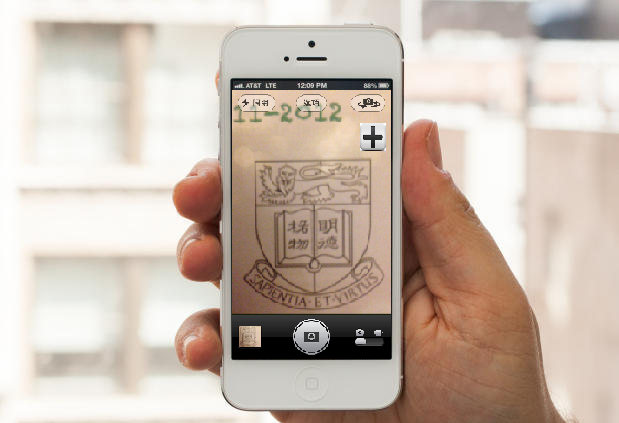 AT&T LTE 12:09 PM 88%
11-2012
明德
格物
SAPIENTIA·ET·VIRTUS